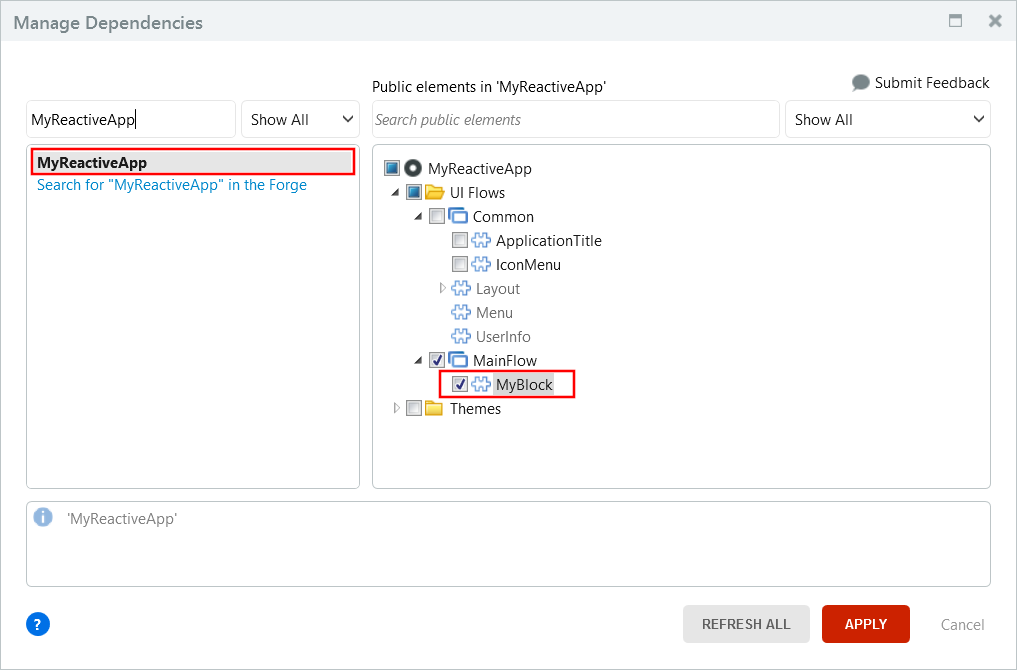 Manage Dependencies
Public elements in 'MyReactiveApp'
Submit Feedback
MyReactiveApp
Show All
Search public elements
Show All
MyReactiveApp
Search for "MyReactiveApp" in the Forge
MyReactiveApp
UI Flows
Common
ApplicationTitle
IconMenu
Layout
Menu
UserInfo
MainFlow
MyBlock
Themes
'MyReactiveApp'
?
REFRESH ALL
APPLY
Cancel